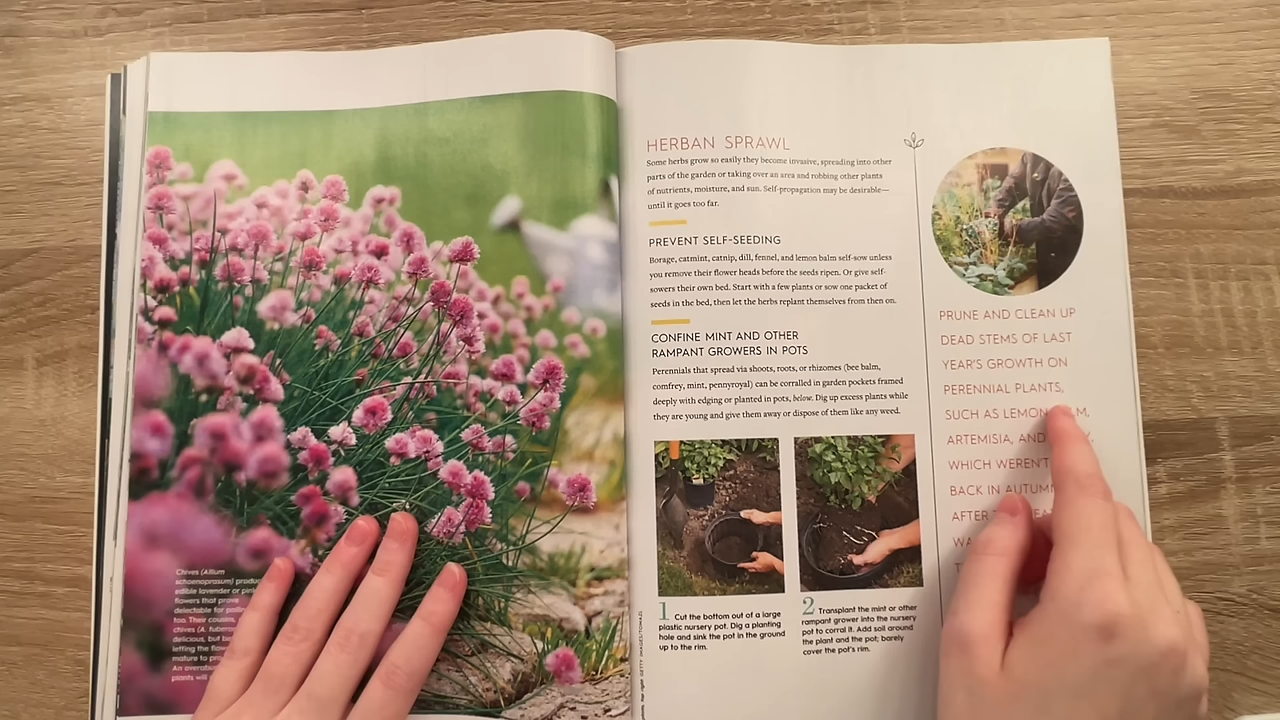 Chives (Allium
schoenoprasum) produ
edible lavender or pink
flowers that prove
delectable for
too. Their cousins,
chives (A. tuber
delicious, but
letting the flow
mature to
An
plants will
HERBAN SPRAWL
Some herbs grow so easily they become invasive, spreading into other
parts of the garden or taking over an area and robbing other plants
of nutrients, moisture, and sun. Self-propagation may be desirable—
until it goes too far.
PREVENT SELF-SEEDING
Borage, catmint, catnip, dill, fennel, and lemon balm self-sow unless
you remove their flower heads before the seeds ripen. Or give self-
sowers their own bed. Start with a few plants or sow one packet of
seeds in the bed, then let the herbs replant themselves from then on.
CONFINE MINT AND OTHER
RAMPANT GROWERS IN POTS
Perennials that spread via shoots, roots, or rhizomes (bee balm,
comfrey, mint, pennyroyal) can be corralled in garden pockets framed
deeply with edging or planted in pots, below. Dig up excess plants while
they are young and give them away or dispose of them like any weed.
1 Cut the bottom out of a large
plastic nursery pot. Dig a planting
hole and sink the pot in the ground
up to the rim.
2 Transplant the mint or other
rampant grower into the nursery
pot to corral it. Add soil around
the plant and the pot; barely
cover the pot's rim.
PRUNE AND CLEAN UP
DEAD STEMS OF LAST
YEAR'S GROWTH ON
PERENNIAL PLANTS,
SUCH AS LEMON M,
ARTEMISIA, AND
WHICH WEREN'T
BACK IN AUTUMN
AFTER
WA